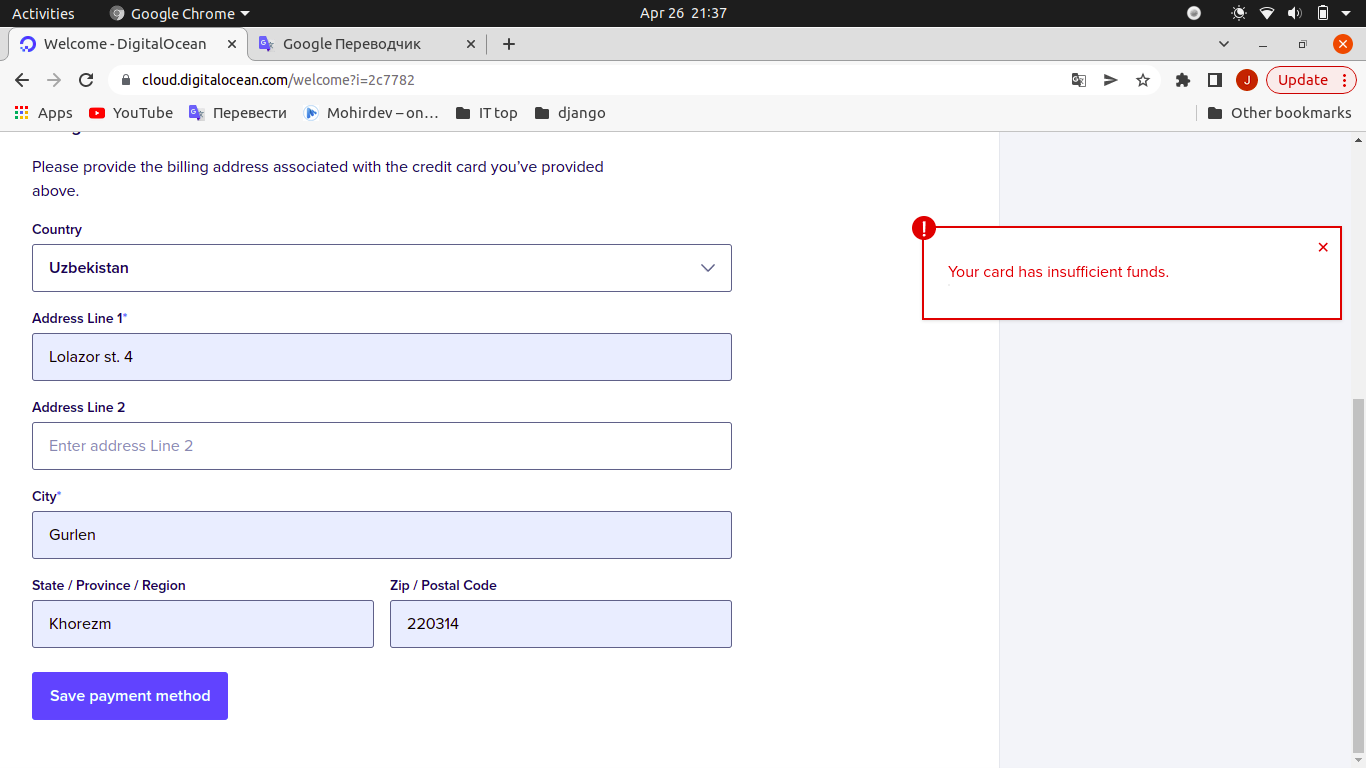 Activities
Google Chrome
Apr 26 21:37
Welcome - DigitalOcean
Google Переводчик
cloud.digitalocean.com/welcome?i=2c7782
J
Update
Apps
YouTube
Перевести
Mohirdev – on...
IT top
django
Other bookmarks
Please provide the billing address associated with the credit card you’ve provided
above.
Country
Uzbekistan
!
Your card has insufficient funds.
Address Line 1*
Lolazor st. 4
Address Line 2
Enter address Line 2
City*
Gurlen
State / Province / Region
Zip / Postal Code
Khorezm
220314
Save payment method